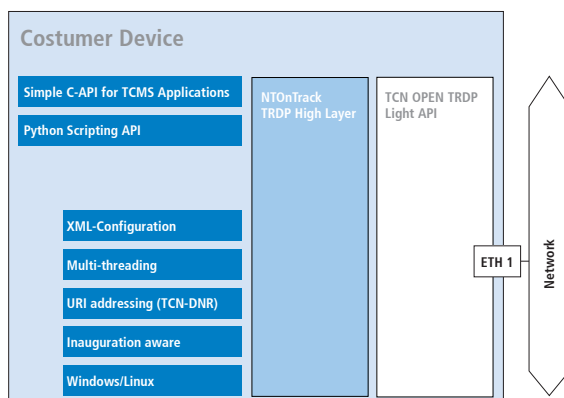 Costumer Device
Simple C-API for TCMS Applications
Python Scripting API
XML-Configuration
Multi-threading
URI addressing (TCN-DNR)
Inauguration aware
Windows/Linux
NTOnTrack
TRDP High Layer
TCN OPEN TRDP
Light API
ETH 1
Network